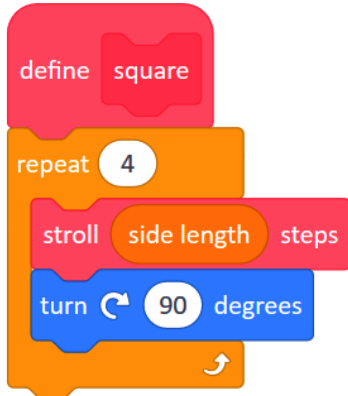 define square
repeat 4
stroll side length steps
turn 90 degrees